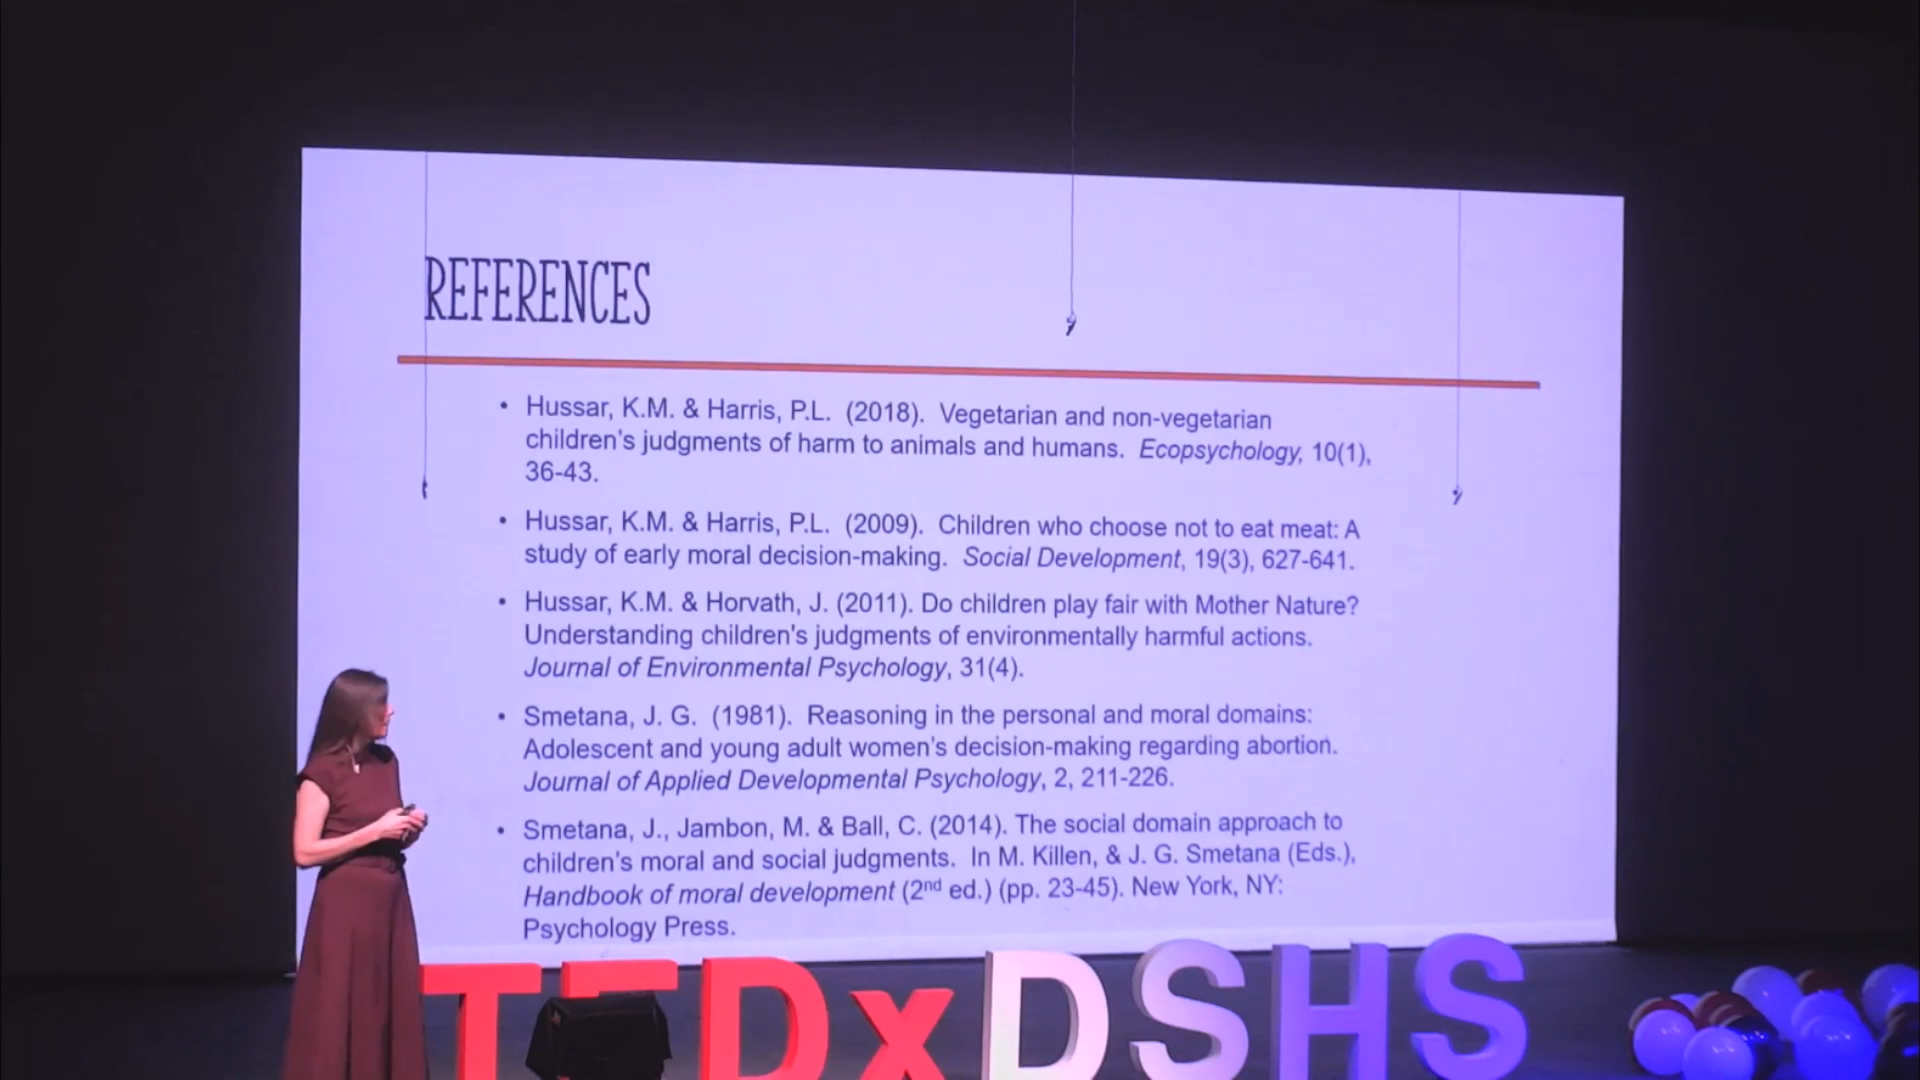 REFERENCES
• Hussar, K.M. & Harris, P.L. (2018). Vegetarian and non-vegetarian
children's judgments of harm to animals and humans. Ecopsychology, 10(1),
36-43.
• Hussar, K.M. & Harris, P.L. (2009). Children who choose not to eat meat: A
study of early moral decision-making. Social Development, 19(3), 627-641.
• Hussar, K.M. & Horvath, J. (2011). Do children play fair with Mother Nature?
Understanding children's judgments of environmentally harmful actions.
Journal of Environmental Psychology, 31(4).
• Smetana, J. G. (1981). Reasoning in the personal and moral domains:
Adolescent and young adult women's decision-making regarding abortion.
Journal of Applied Developmental Psychology, 2, 211-226.
• Smetana, J., Jambon, M. & Ball, C. (2014). The social domain approach to
children's moral and social judgments. In M. Killen, & J. G. Smetana (Eds.),
Handbook of moral development (2nd ed.) (pp. 23-45). New York, NY:
Psychology Press.
TEDxDSHS